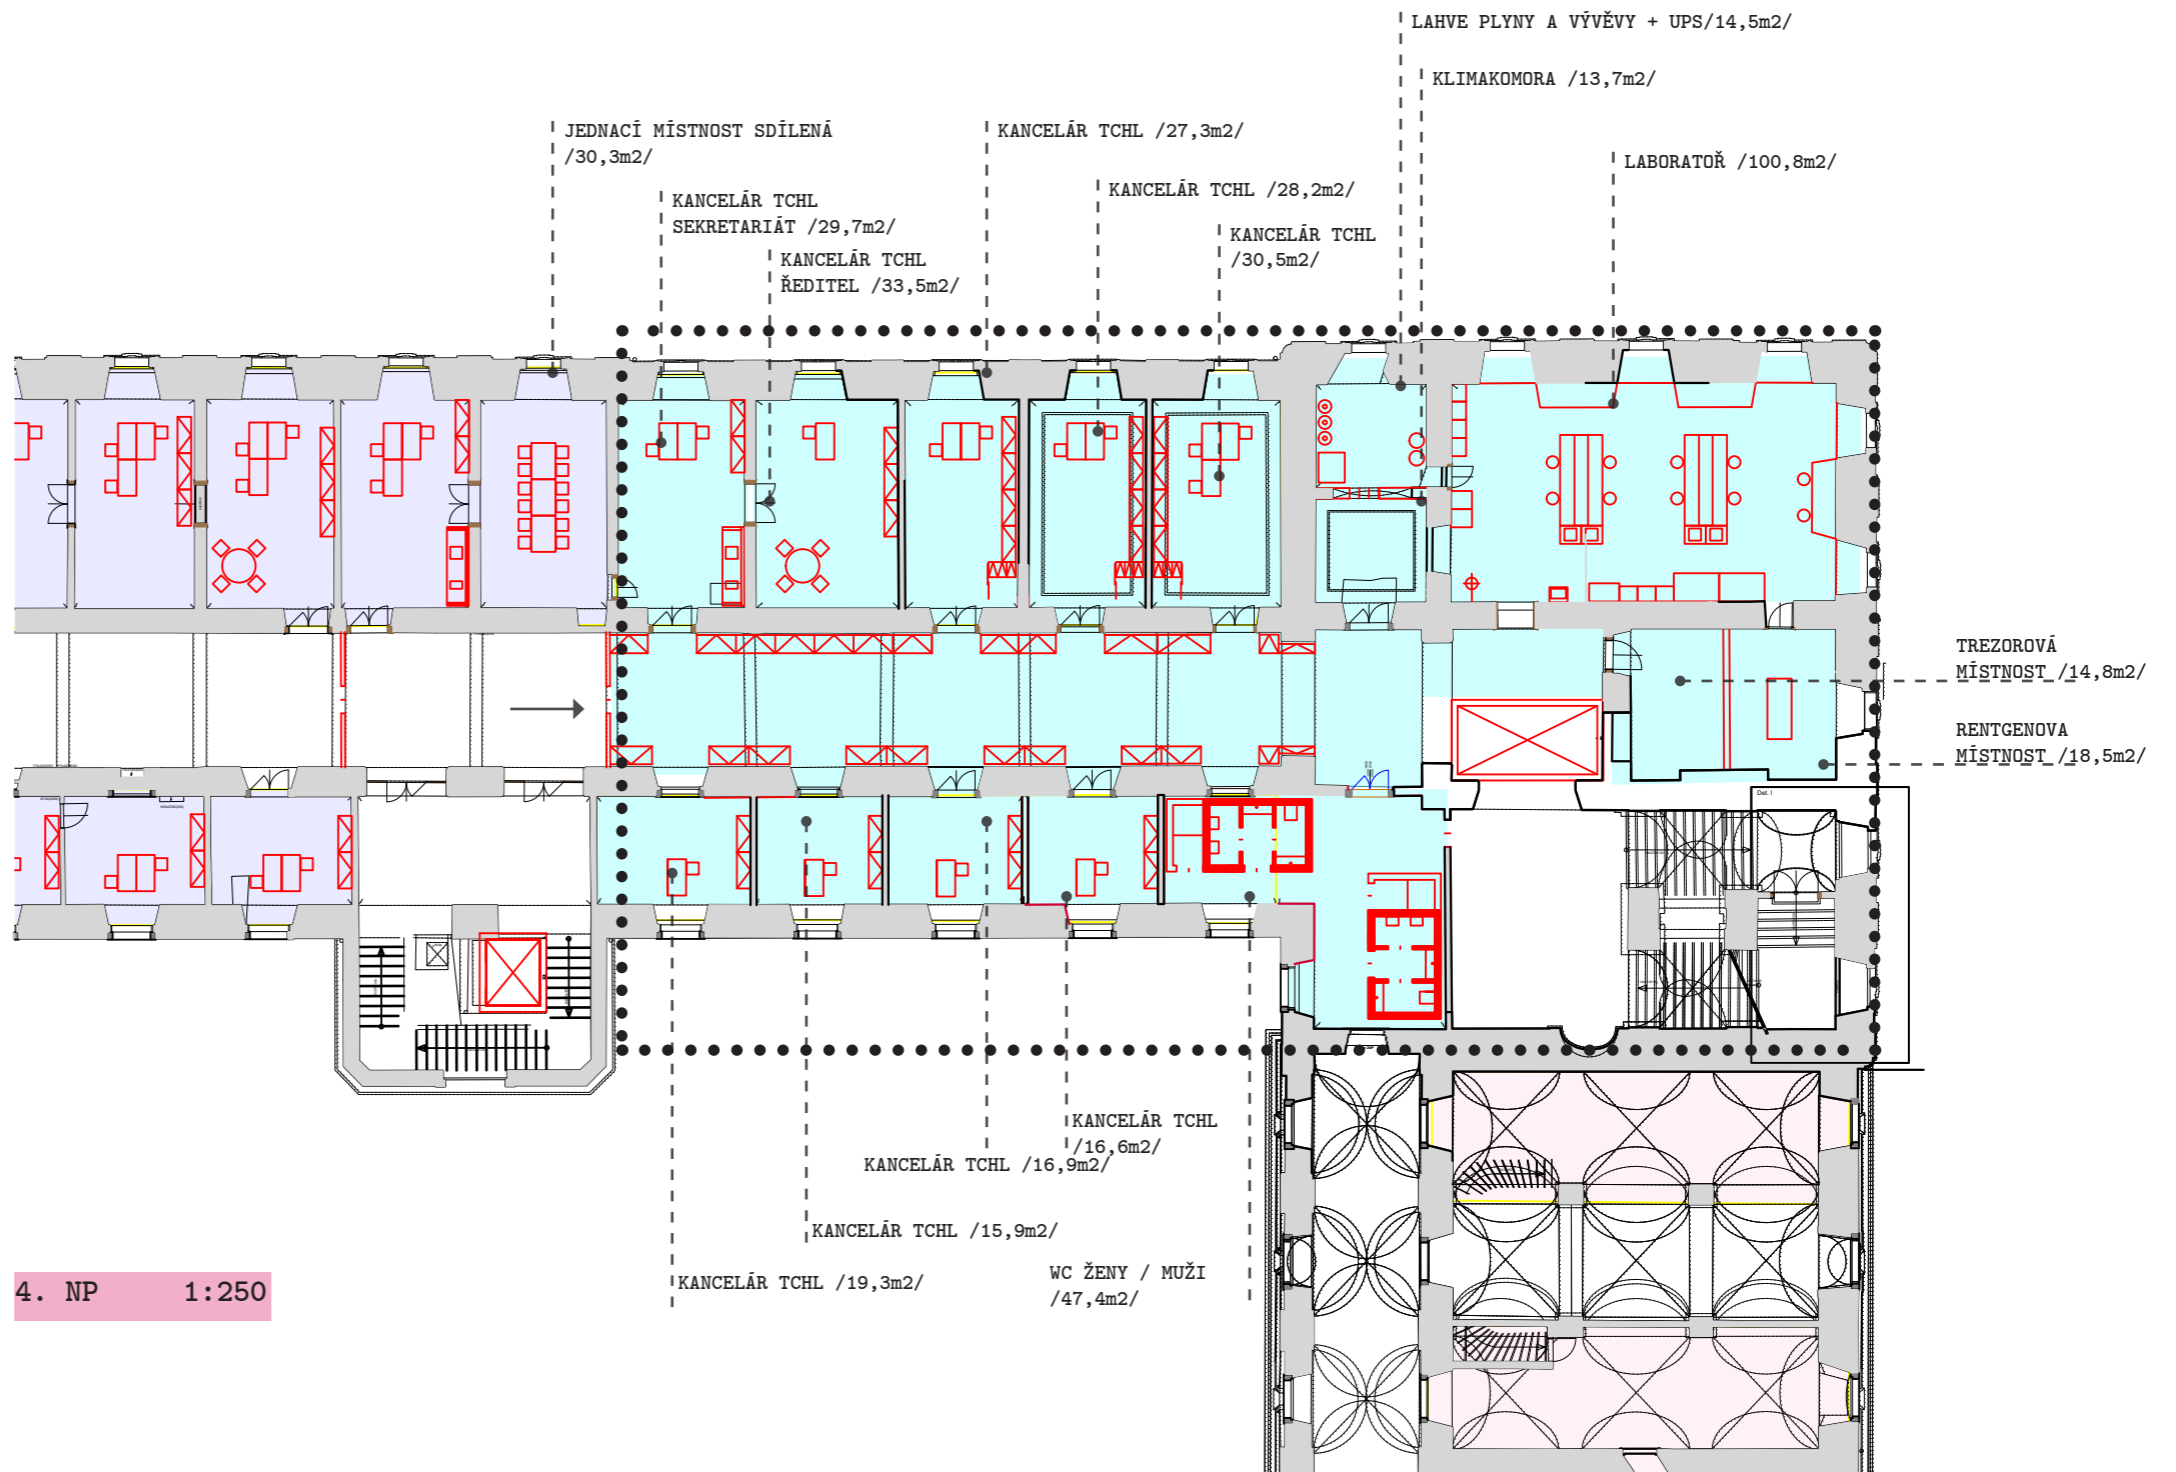 LAHVE PLYNY A VÝVĚVY + UPS/14,5m2/
KLIMAKOMORA /13,7m2/
JEDNACÍ MÍSTNOST SDÍLENÁ
/30,3m2/
KANCELÁR TCHL /27,3m2/
LABORATOŘ /100,8m2/
KANCELÁR TCHL
SEKRETARIÁT /29,7m2/
KANCELÁR TCHL /28,2m2/
KANCELÁR TCHL
/30,5m2/
KANCELÁR TCHL
ŘEDITEL /33,5m2/
TREZOROVÁ
MÍSTNOST /14,8m2/
RENTGENOVA
MÍSTNOST /18,5m2/
Det. I
KANCELÁR TCHL
/16,6m2/
KANCELÁR TCHL /16,9m2/
KANCELÁR TCHL /15,9m2/
KANCELÁR TCHL /19,3m2/
WC ŽENY / MUŽI
/47,4m2/
4. NP 1:250